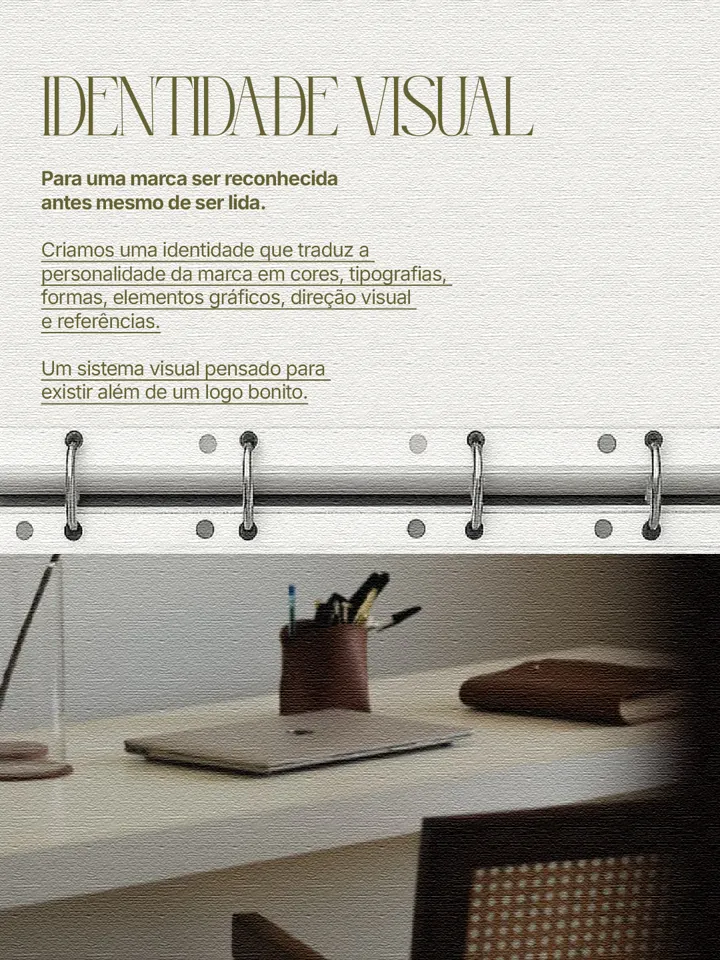 IDENTIDADE VISUAL
Para uma marca ser reconhecida
antes mesmo de ser lida.
Criamos uma identidade que traduz a
personalidade da marca em cores, tipografias,
formas, elementos gráficos, direção visual
e referências.
Um sistema visual pensado para
existir além de um logo bonito.